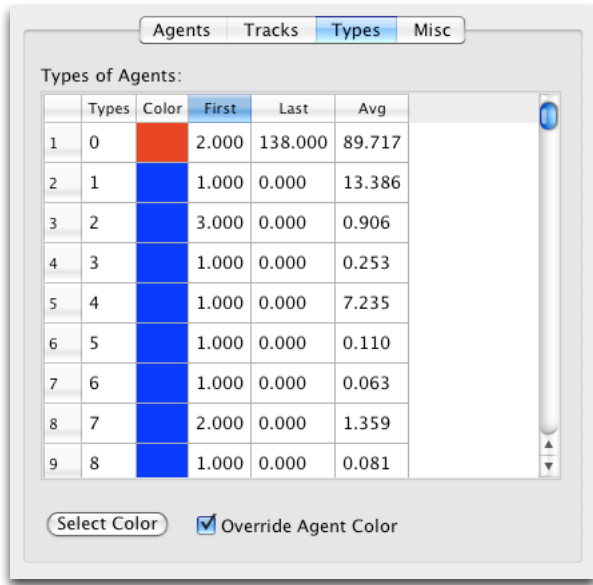 Agents Tracks Types Misc
Types of Agents:
Types Color First Last Avg
1 0 2.000 138.000 89.717
2 1 1.000 0.000 13.386
3 2 3.000 0.000 0.906
4 3 1.000 0.000 0.253
5 4 1.000 0.000 7.235
6 5 1.000 0.000 0.110
7 6 1.000 0.000 0.063
8 7 2.000 0.000 1.359
9 8 1.000 0.000 0.081
Select Color Override Agent Color